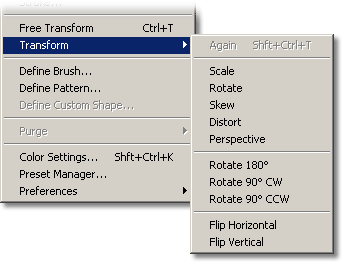 Free Transform Ctrl+T
Transform
Define Brush...
Define Pattern...
Define Custom Shape...
Purge
Color Settings... Shft+Ctrl+K
Preset Manager...
Preferences
Again Shft+Ctrl+T
Scale
Rotate
Skew
Distort
Perspective
Rotate 180°
Rotate 90° CW
Rotate 90° CCW
Flip Horizontal
Flip Vertical